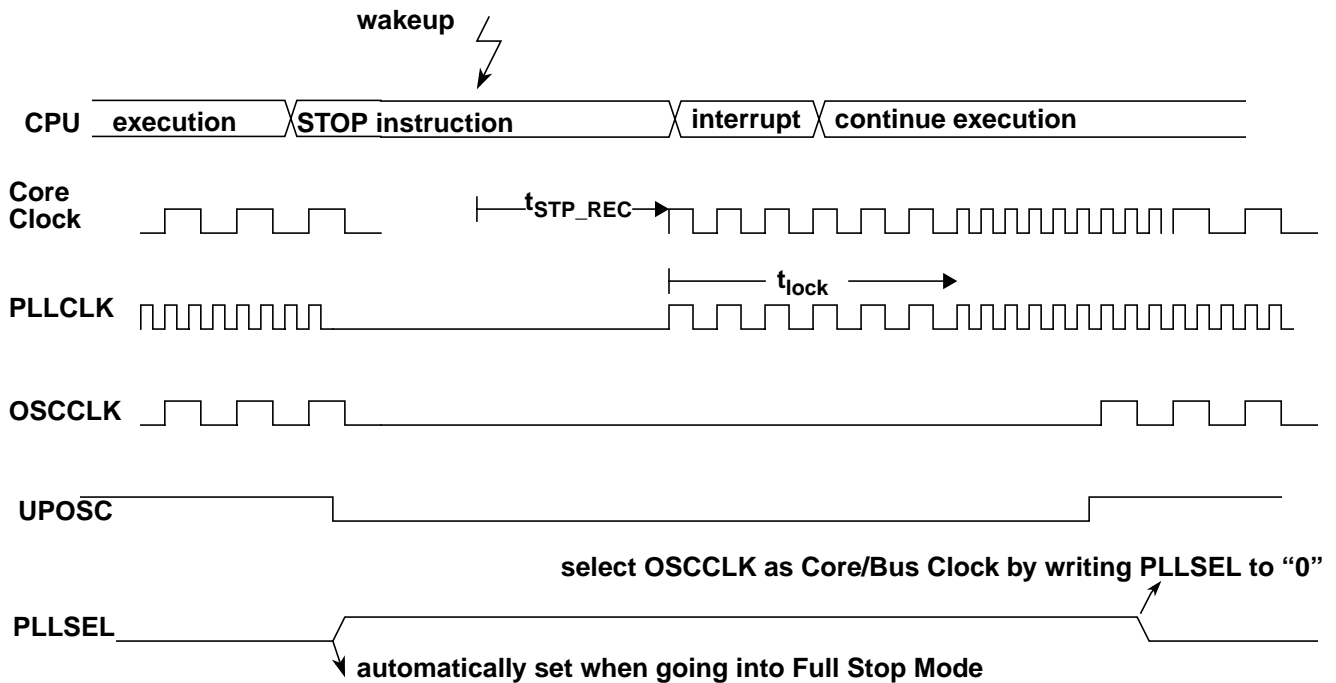 wakeup
CPU execution STOP instruction interrupt continue execution
Core
Clock
tSTP_REC
tlock
PLLCLK
OSCCLK
UPOSC
select OSCCLK as Core/Bus Clock by writing PLLSEL to “0”
PLLSEL
automatically set when going into Full Stop Mode